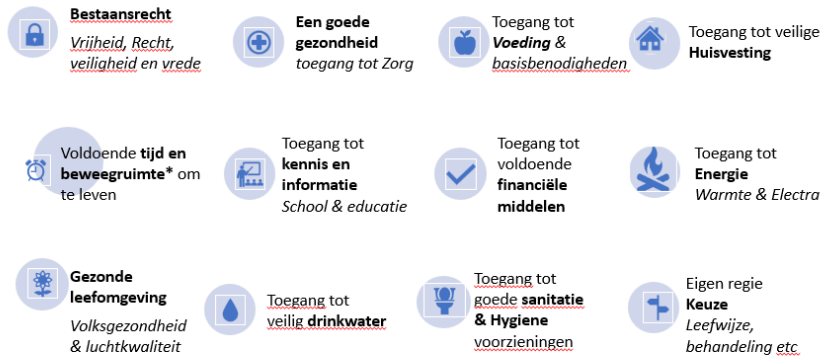 Bestaansrecht
Vrijheid, Recht,
veiligheid en vrede
Een goede
gezondheid
toegang tot Zorg
Toegang tot
Voeding &
basisbenodigheden
Toegang tot veilige
Huisvesting
Voldoende tijd en
beweegruimte* om
te leven
Toegang tot
kennis en
informatie
School & educatie
Toegang tot
voldoende
financiële
middelen
Toegang tot
Energie
Warmte & Electra
Gezonde
leefomgeving
Volksgezondheid
& luchtkwaliteit
Toegang tot
veilig drinkwater
Toegang tot
goede sanitatie
& Hygiene
voorzieningen
Eigen regie
Keuze
Leefwijze,
behandeling etc